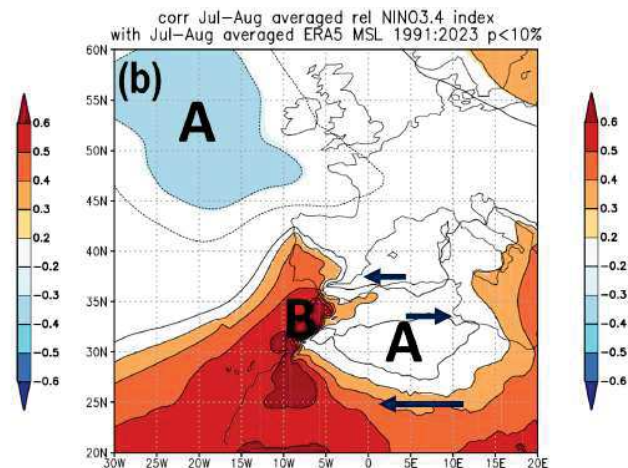 corr Jul-Aug averaged rel NINO3.4 index
with Jul-Aug averaged ERA5 MSL 1991:2023 p<10%
(b)
A
B
A
60N
55N
50N
45N
40N
35N
30N
25N
20N
30W 25W 20W 15W 10W 5W 0 5E 10E 15E 20E
0.6
0.5
0.4
0.3
0.2
-0.2
-0.3
-0.4
-0.5
-0.6
0.6
0.5
0.4
0.3
0.2
-0.2
-0.3
-0.4
-0.5
-0.6